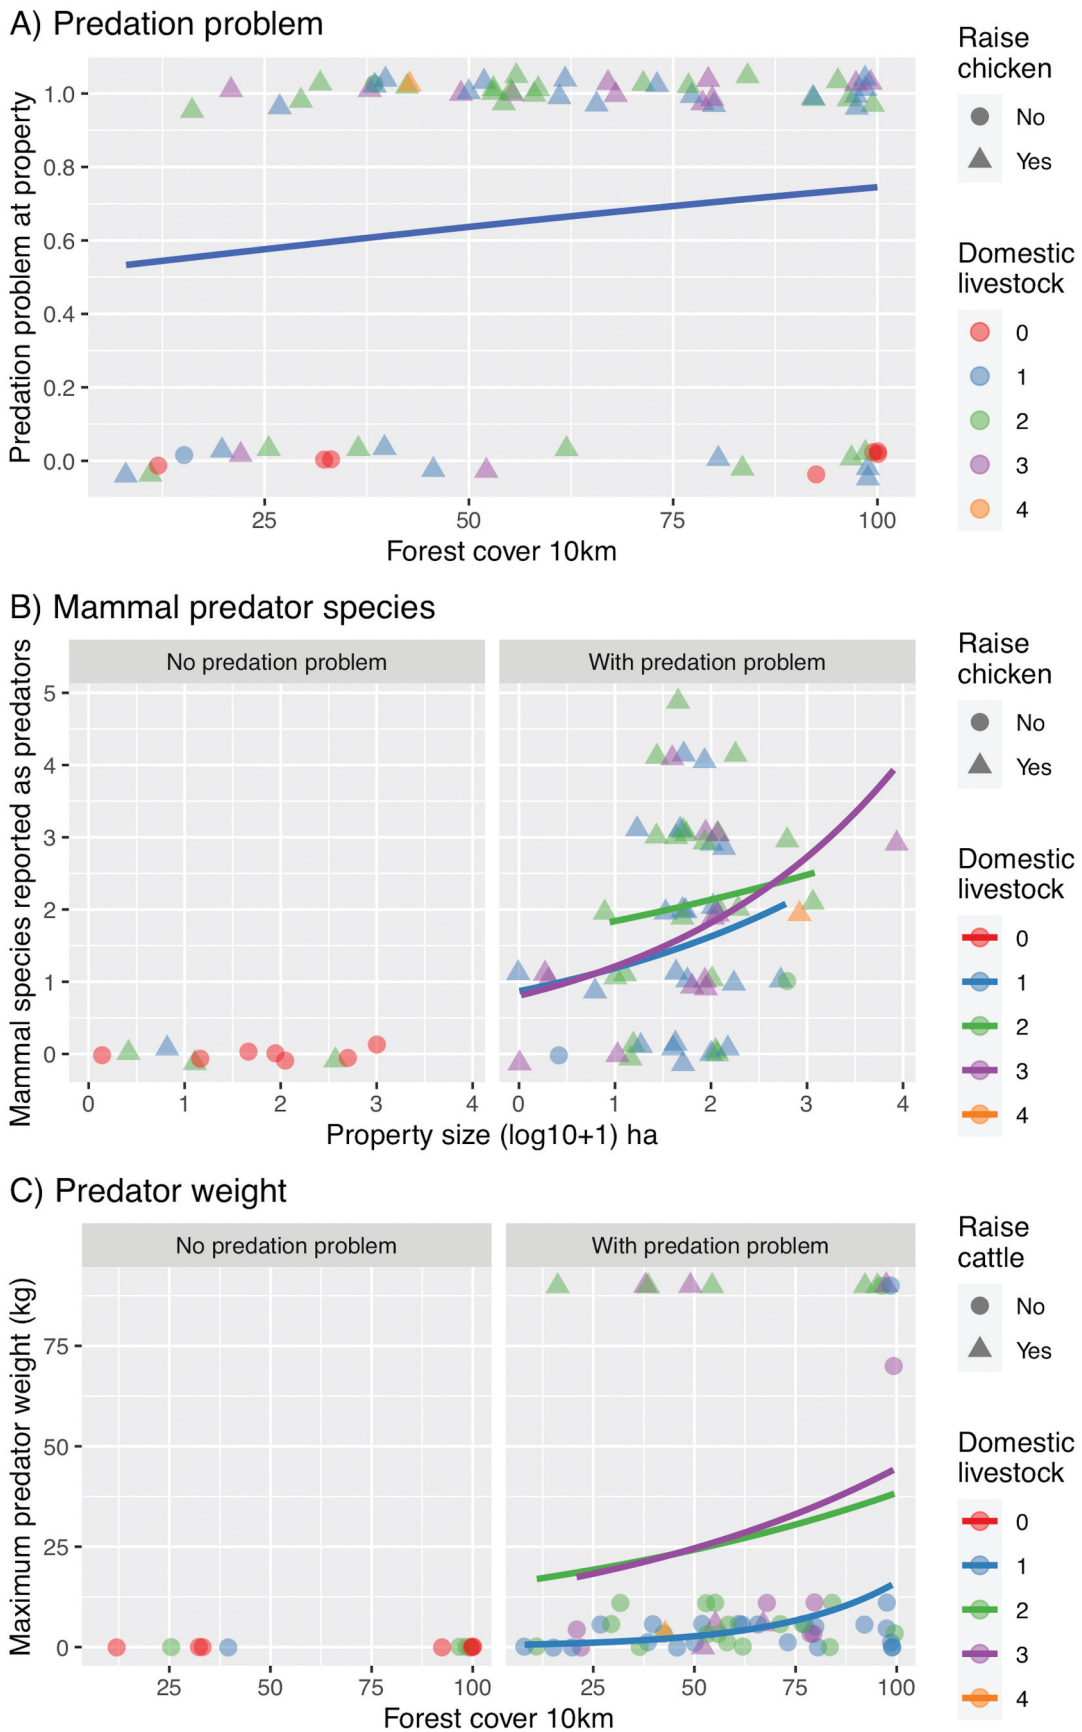 A) Predation problem
Predation problem at property
1.0
0.8
0.6
0.4
0.2
0.0
25 50 75 100
Forest cover 10km
Raise
chicken
No
Yes
Domestic
livestock
0
1
2
3
4
B) Mammal predator species
No predation problem
With predation problem
Mammal species reported as predators
5
4
3
2
1
0
0 1 2 3 4
0 1 2 3 4
Property size (log10+1) ha
Raise
chicken
No
Yes
Domestic
livestock
0
1
2
3
4
C) Predator weight
No predation problem
With predation problem
Maximum predator weight (kg)
75
50
25
0
25 50 75 100
25 50 75 100
Forest cover 10km
Raise
cattle
No
Yes
Domestic
livestock
0
1
2
3
4